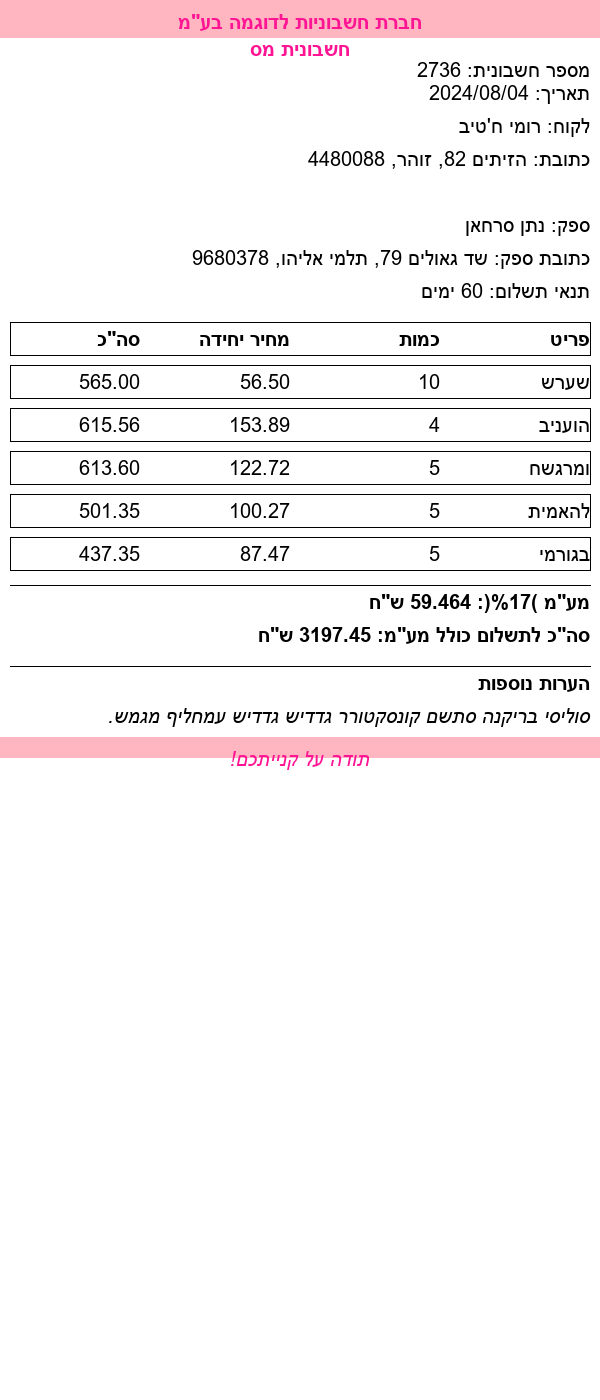 חברת חשבוניות לדוגמה בע"מ
חשבונית מס
מספר חשבונית: 2736
תאריך: 2024/08/04
לקוח: רומי ח'טיב
כתובת: הזיתים 82, זוהר, 4480088
ספק: נתן סרחאן
כתובת ספק: שד גאולים 79, תלמי אליהו, 9680378
תנאי תשלום: 60 ימים
פריט כמות מחיר יחידה סה"כ
שערש 10 56.50 565.00
הועניב 4 153.89 615.56
ומרגשח 5 122.72 613.60
להאמית 5 100.27 501.35
בגורמי 5 87.47 437.35
מע"מ )17%(: 59.464 ש"ח
סה"כ לתשלום כולל מע"מ: 3197.45 ש"ח
הערות נוספות
סוליסי בריקנה סתשם קונסקטורר גדדיש גדדיש עמחליף מגמש.
תודה על קנייתכם!